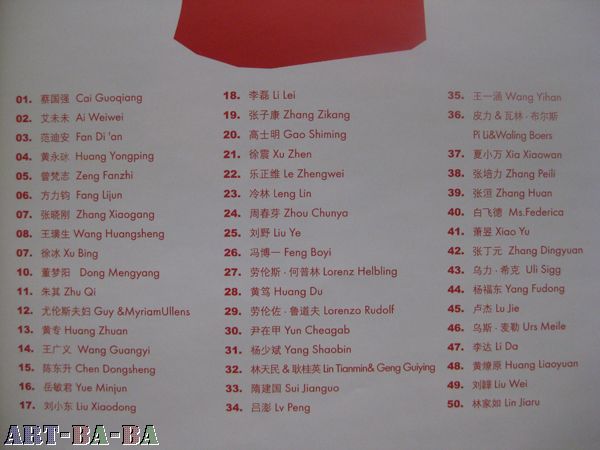 01. 蔡国强 Cai Guoqiang
02. 艾未未 Ai Weiwei
03. 范迪安 Fan Di 'an
04. 黄永砯 Huang Yongping
05. 曾梵志 Zeng Fanzhi
06. 方力钧 Fang Lijun
07. 张晓刚 Zhang Xiaogang
08. 王璜生 Wang Huangsheng
07. 徐冰 Xu Bing
10. 董梦阳 Dong Mengyang
11. 朱其 Zhu Qi
12. 尤伦斯夫妇 Guy &MyriamUllens
13. 黄专 Huang Zhuan
14. 王广义 Wang Guangyi
15. 陈东升 Chen Dongsheng
16. 岳敏君 Yue Minjun
17. 刘小东 Liu Xiaodong
18. 李磊 Li Lei
19. 张子康 Zhang Zikang
20. 高士明 Gao Shiming
21. 徐震 Xu Zhen
22. 乐正维 Le Zhengwei
23. 冷林 Leng Lin
24. 周春芽 Zhou Chunya
25. 刘野 Liu Ye
26. 冯博一 Feng Boyi
27. 劳伦斯·何普林 Lorenz Helbling
28. 黄笃 Huang Du
29. 劳伦佐·鲁道夫 Lorenzo Rudolf
30. 尹在甲 Yun Cheagab
31. 杨少斌 Yang Shaobin
32. 林天民 & 耿桂英 Lin Tianmin& Geng Guiying
33. 隋建国 Sui Jianguo
34. 吕澎 Lv Peng
35. 王一涵 Wang Yihan
36. 皮力 & 瓦林·布尔斯
Pi Li&Waling Boers
37. 夏小万 Xia Xiaowan
38. 张培力 Zhang Peili
39. 张洹 Zhang Huan
40. 白飞德 Ms.Federica
41. 萧昱 Xiao Yu
42. 张丁元 Zhang Dingyuan
43. 乌力·希克 Uli Sigg
44. 杨福东 Yang Fudong
45. 卢杰 Lu Jie
46. 乌斯·麦勒 Urs Meile
47. 李达 Li Da
48. 黄燎原 Huang Liaoyuan
49. 刘韡 Liu Wei
50. 林家如 Lin Jiaru
ART-BA-BA